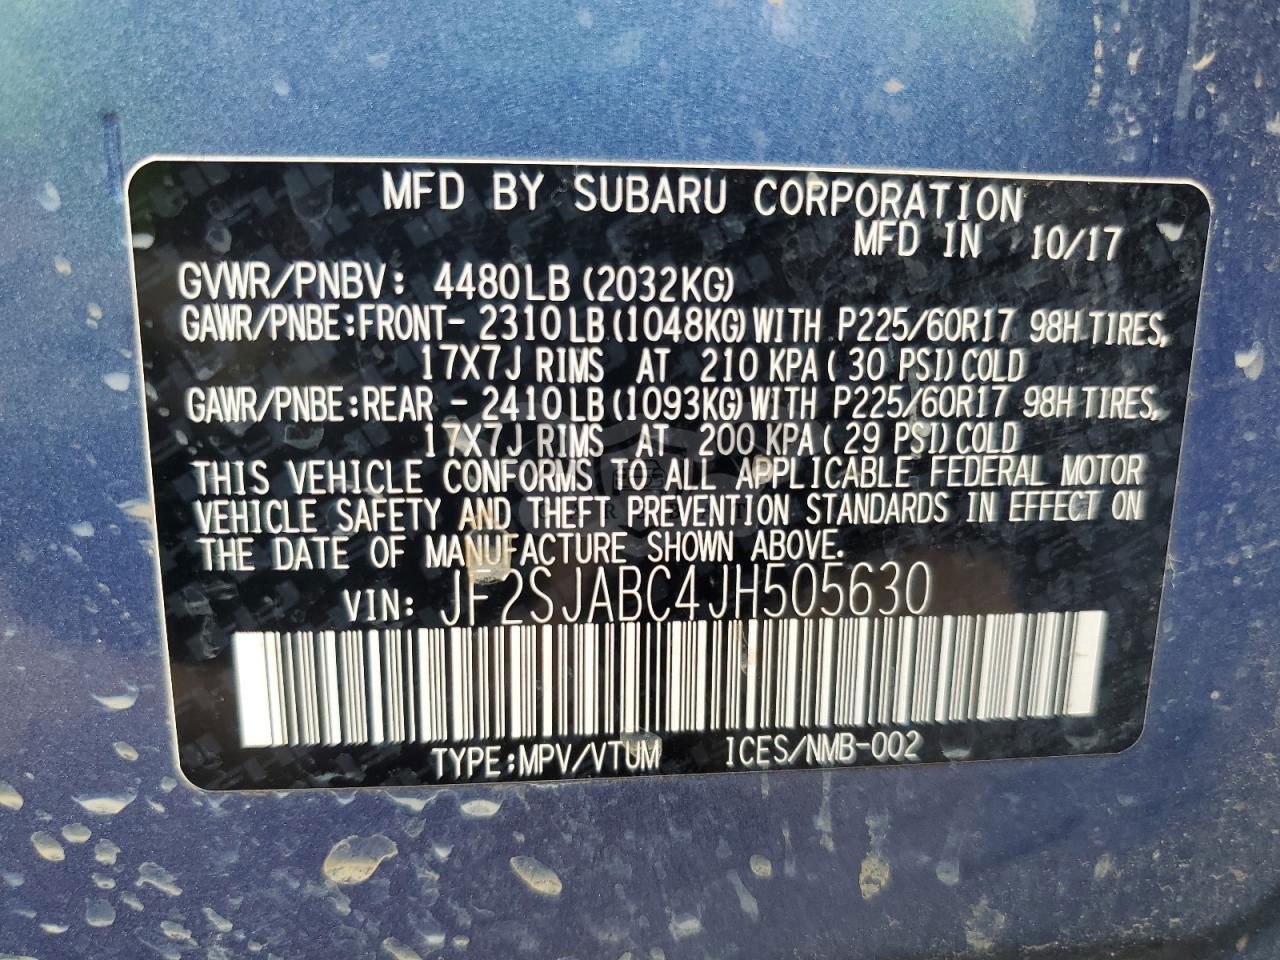 MFD BY SUBARU CORPORATION
MFD IN 10/17
GVWR/PNBV: 4480LB (2032KG)
GAWR/PNBE:FRONT- 2310LB (1048KG) WITH P225/60R17 98H TIRES,
17X7J RIMS AT 210 KPA ( 30 PSI) COLD
GAWR/PNBE:REAR - 2410LB (1093KG) WITH P225/60R17 98H TIRES,
17X7J RIMS AT 200 KPA ( 29 PSI) COLD
THIS VEHICLE CONFORMS TO ALL APPLICABLE FEDERAL MOTOR
VEHICLE SAFETY AND THEFT PREVENTION STANDARDS IN EFFECT ON
THE DATE OF MANUFACTURE SHOWN ABOVE.
VIN: JF2SJABC4JH505630
TYPE:MPV/VTUM ICES/NMB-002